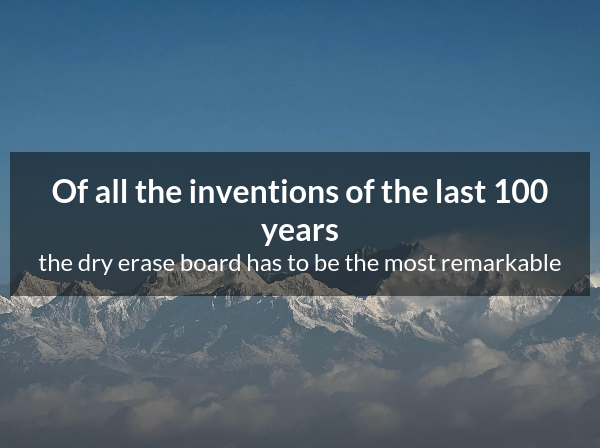 Of all the inventions of the last 100
years
the dry erase board has to be the most remarkable